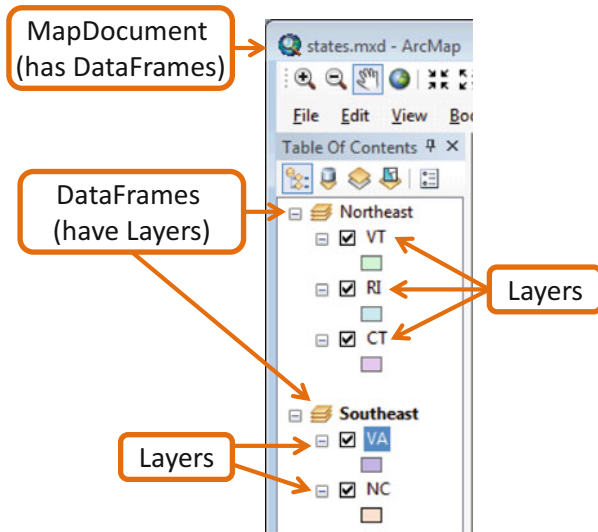 MapDocument
(has DataFrames)
states.mxd - ArcMap
File Edit View
Table Of Contents
DataFrames
(have Layers)
Northeast
VT
RI
CT
Layers
Southeast
VA
NC
Layers